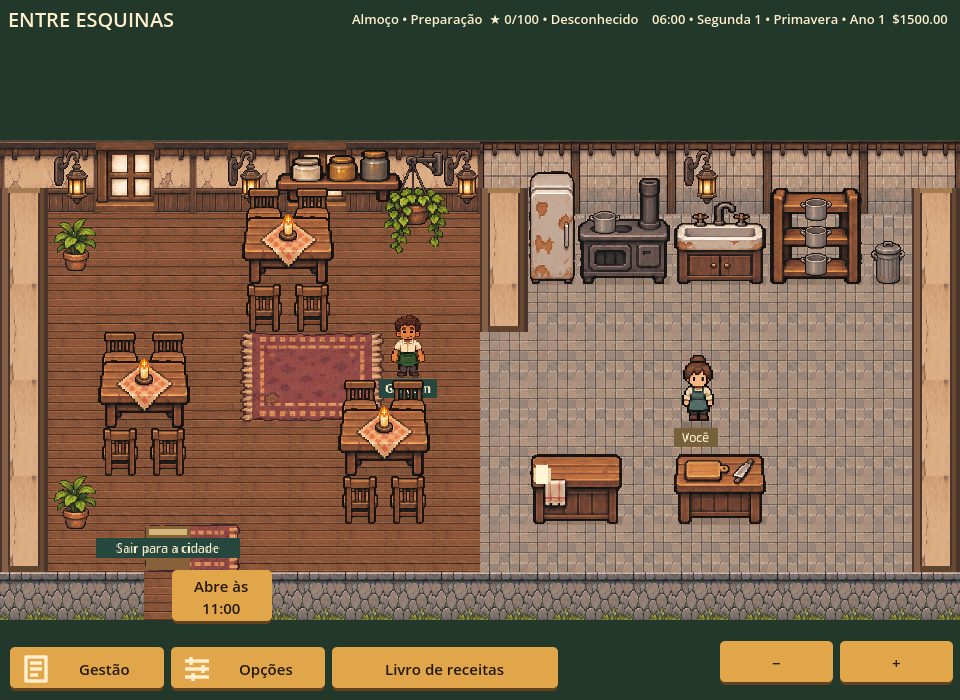 ENTRE ESQUINAS
Almoço • Preparação ★ 0/100 • Desconhecido 06:00 • Segunda 1 • Primavera • Ano 1 $1500.00
Você
Sair para a cidade
Abre às
11:00
Gestão
Opções
Livro de receitas
−
+